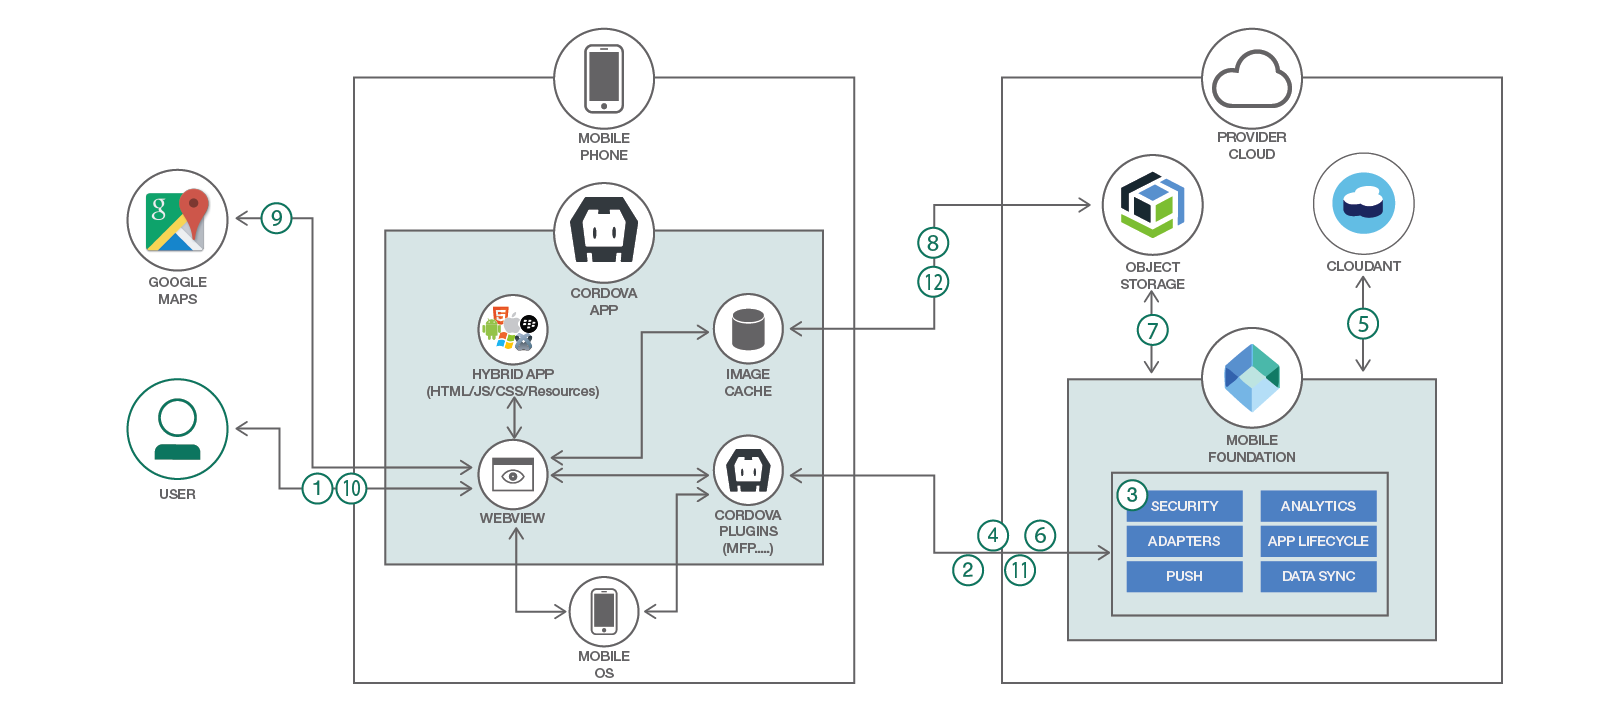 MOBILE
PHONE
PROVIDER
CLOUD
g
GOOGLE
MAPS
9
USER
1
10
CORDOVA
APP
5
HYBRID APP
(HTML/JS/CSS/Resources)
IMAGE
CACHE
WEBVIEW
CORDOVA
PLUGINS
(MFP.....)
MOBILE
OS
8
12
OBJECT
STORAGE
CLOUDANT
7
5
MOBILE
FOUNDATION
4
6
2
11
3
SECURITY
ANALYTICS
ADAPTERS
APP LIFECYCLE
PUSH
DATA SYNC